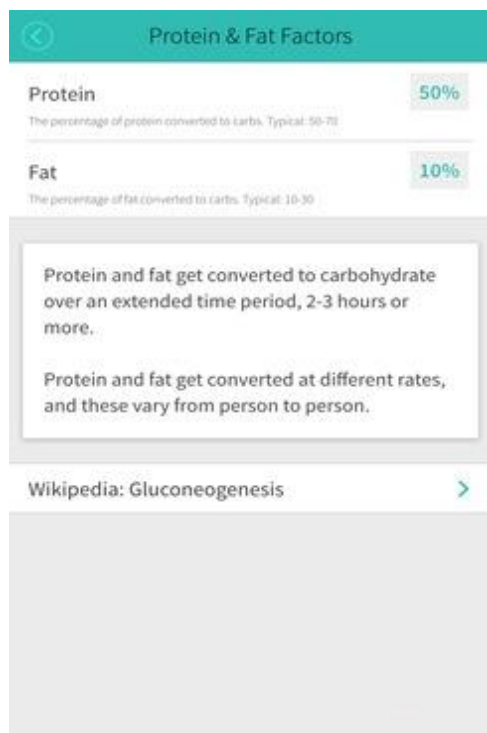 Protein & Fat Factors
Protein
50%
The percentage of protein converted to carbs. Typical: 50-70
Fat
10%
The percentage of fat converted to carbs. Typical: 10-30
Protein and fat get converted to carbohydrate
over an extended time period, 2-3 hours or
more.
Protein and fat get converted at different rates,
and these vary from person to person.
Wikipedia: Gluconeogenesis